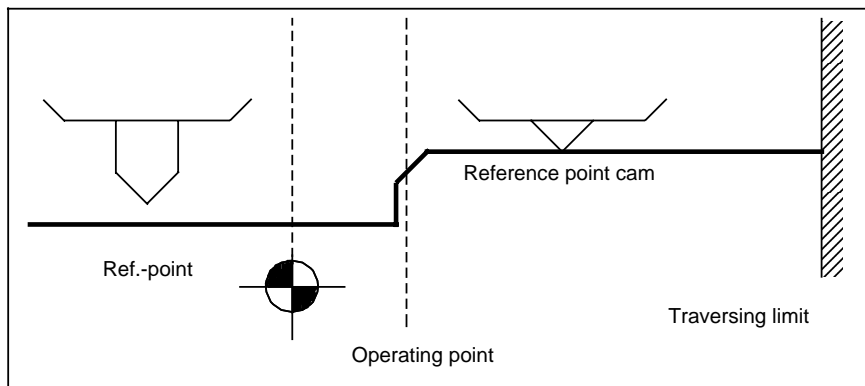 Reference point cam
Ref.-point
Traversing limit
Operating point